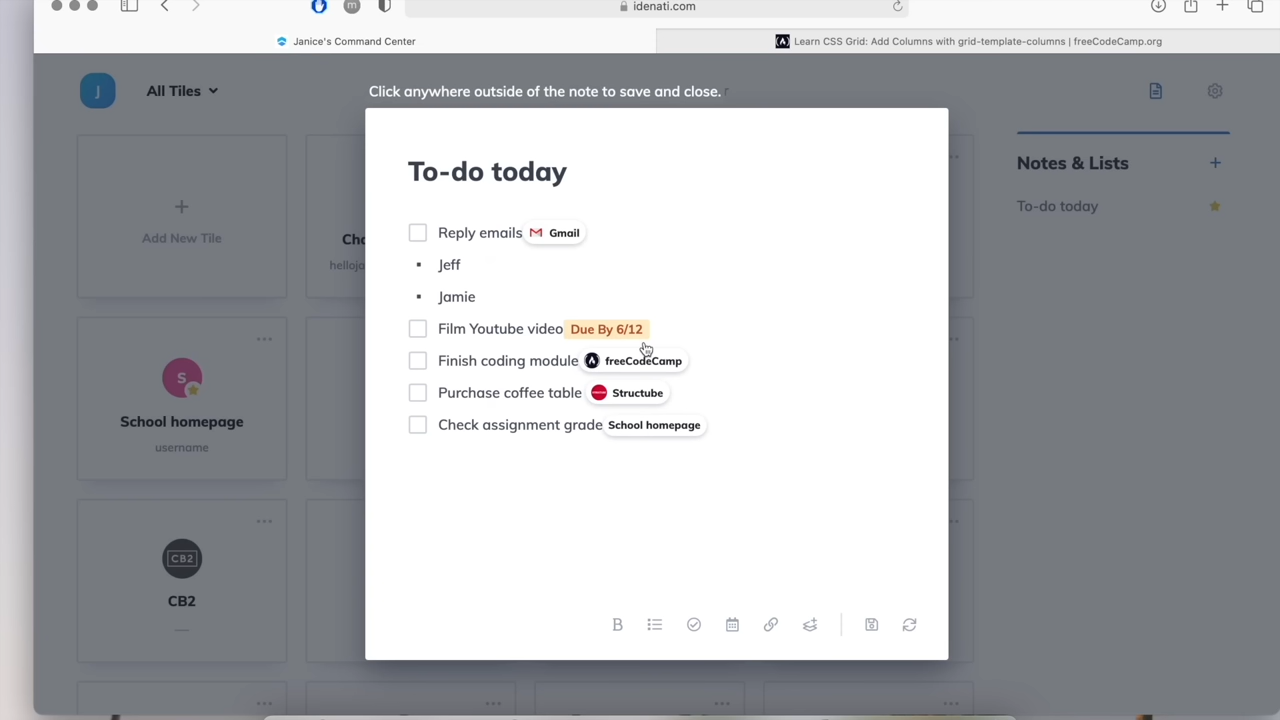 m
idenati.com
Janice's Command Center
Learn CSS Grid: Add Columns with grid-template-columns | freeCodeCamp.org
J
All Tiles
Click anywhere outside of the note to save and close.
To-do today
Reply emails Gmail
Jeff
Jamie
Film Youtube video Due By 6/12
Finish coding module freeCodeCamp
Purchase coffee table Structube
Check assignment grade School homepage
B
Notes & Lists +
To-do today
+
Add New Tile
Cha
helloja
S
School homepage
username
CB2
CB2